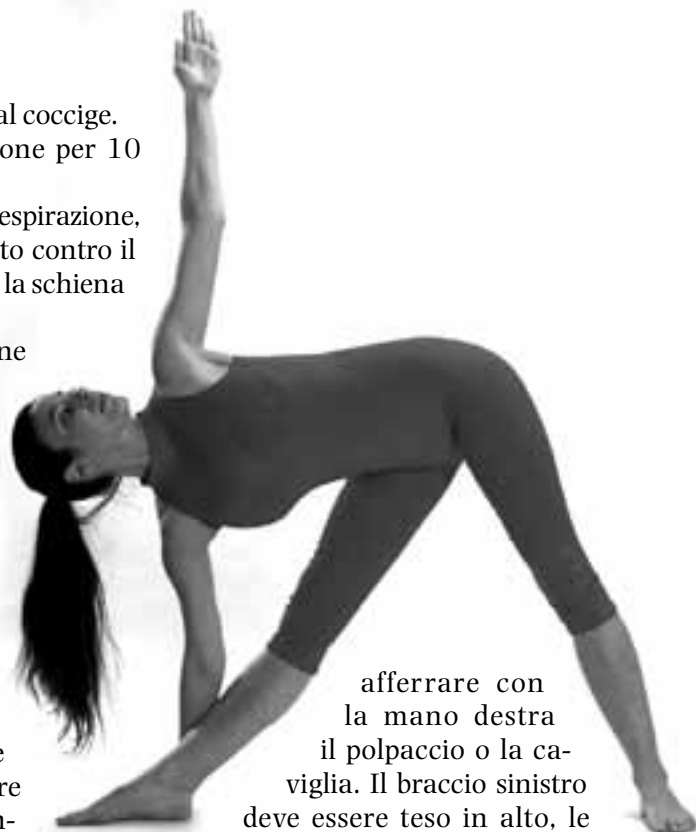 al coccige.
one per 10
espirazione,
to contro il
la schiena
ne
e
re
n-
afferrare con
la mano destra
il polpaccio o la ca-
viglia. Il braccio sinistro
deve essere teso in alto, le